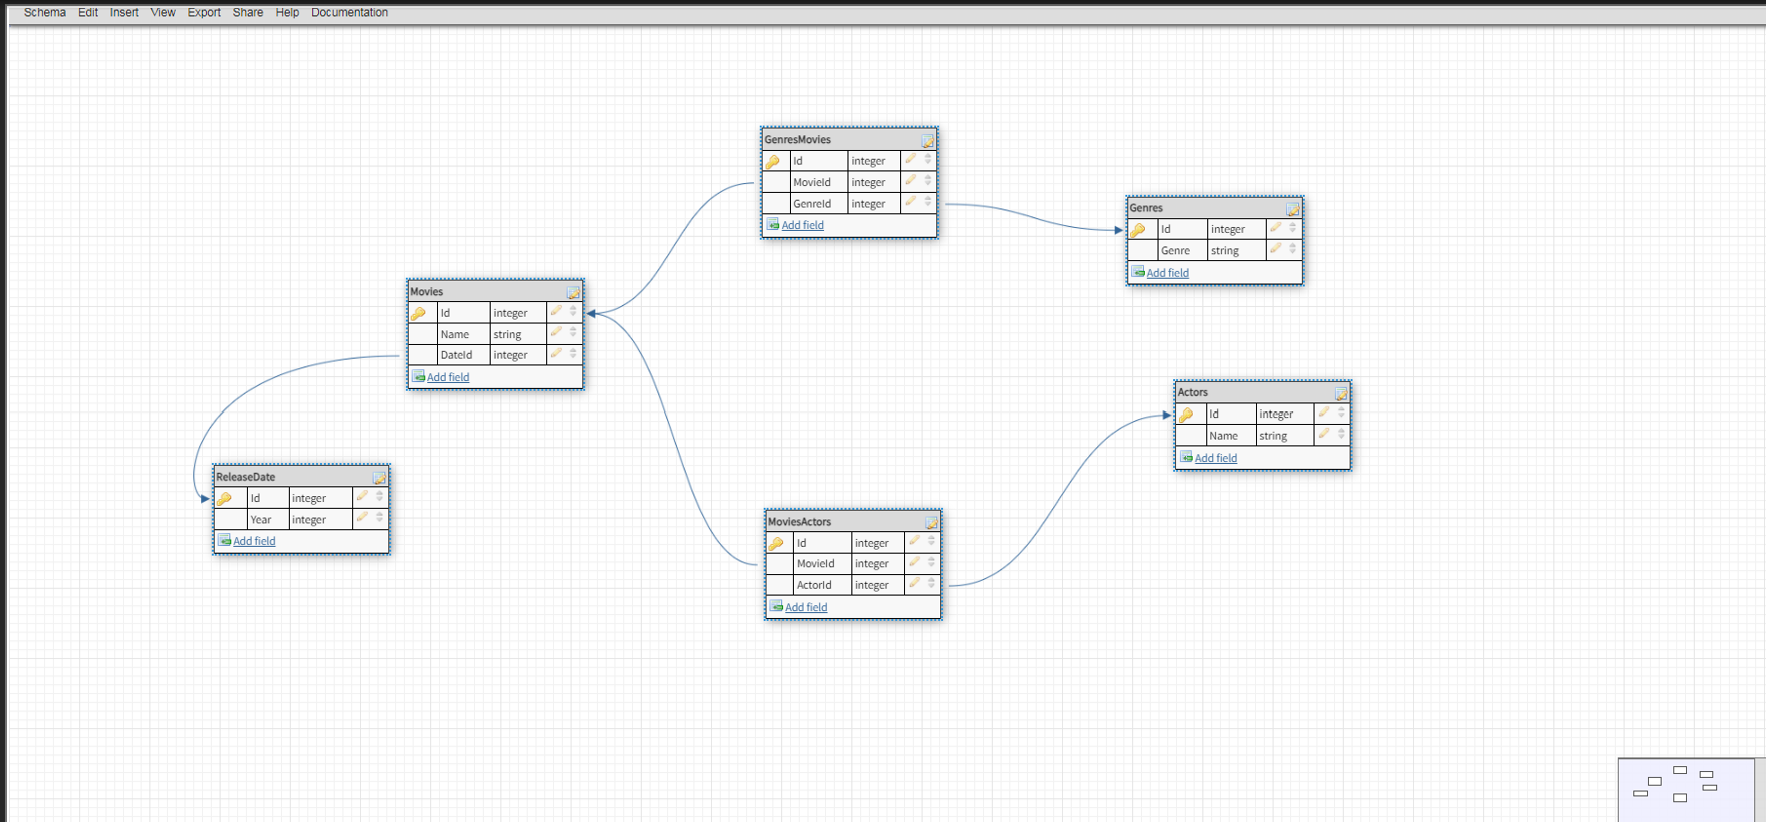 Schema Edit Insert View Export Share Help Documentation
GenresMovies
Id integer
MovieId integer
GenreId integer
Add field
Genres
Id integer
Genre string
Add field
Movies
Id integer
Name string
DateId integer
Add field
Actors
Id integer
Name string
Add field
ReleaseDate
Id integer
Year integer
Add field
MoviesActors
Id integer
MovieId integer
ActorId integer
Add field